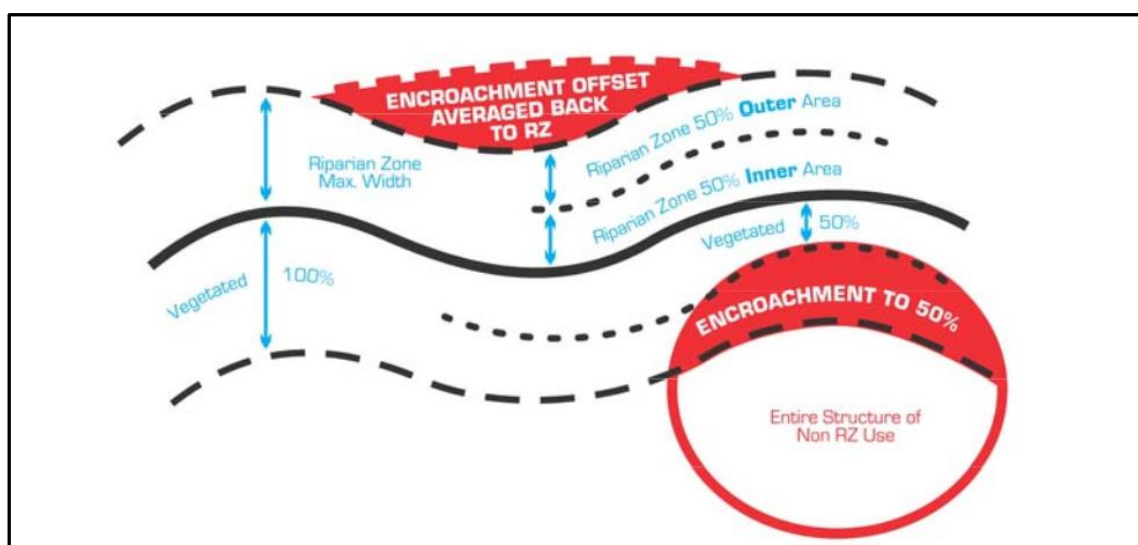 ENCROACHMENT OFFSET
AVERAGED BACK
TO RZ
Riparian Zone
Max. Width
Riparian Zone 50% Outer Area
Riparian Zone 50% Inner Area
Vegetated 50%
Vegetated 100%
ENCROACHMENT TO 50%
Entire Structure of
Non RZ Use